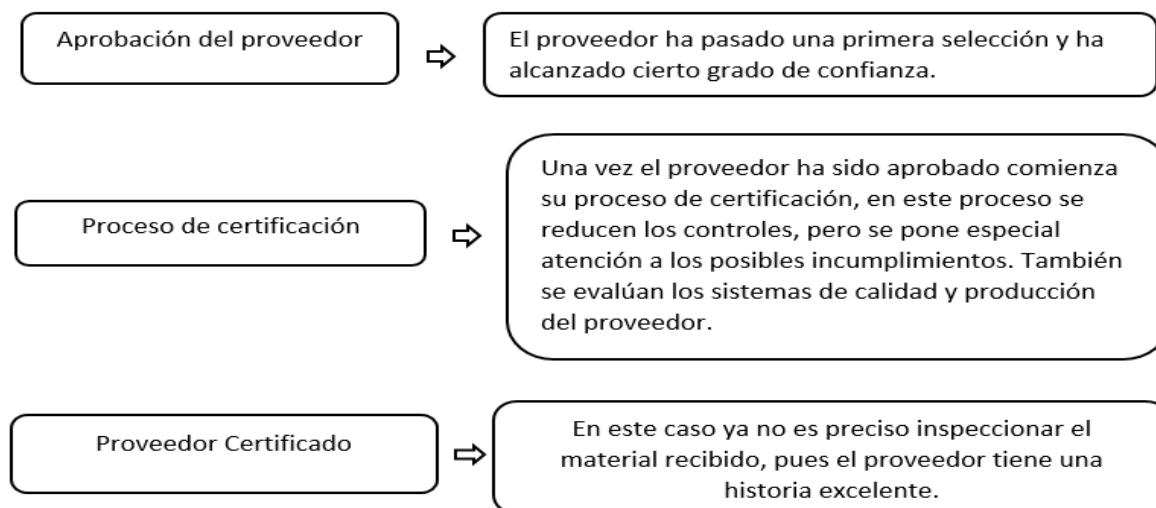 Aprobación del proveedor
El proveedor ha pasado una primera selección y ha
alcanzado cierto grado de confianza.
Proceso de certificación
Una vez el proveedor ha sido aprobado comienza
su proceso de certificación, en este proceso se
reducen los controles, pero se pone especial
atención a los posibles incumplimientos. También
se evalúan los sistemas de calidad y producción
del proveedor.
Proveedor Certificado
En este caso ya no es preciso inspeccionar el
material recibido, pues el proveedor tiene una
historia excelente.